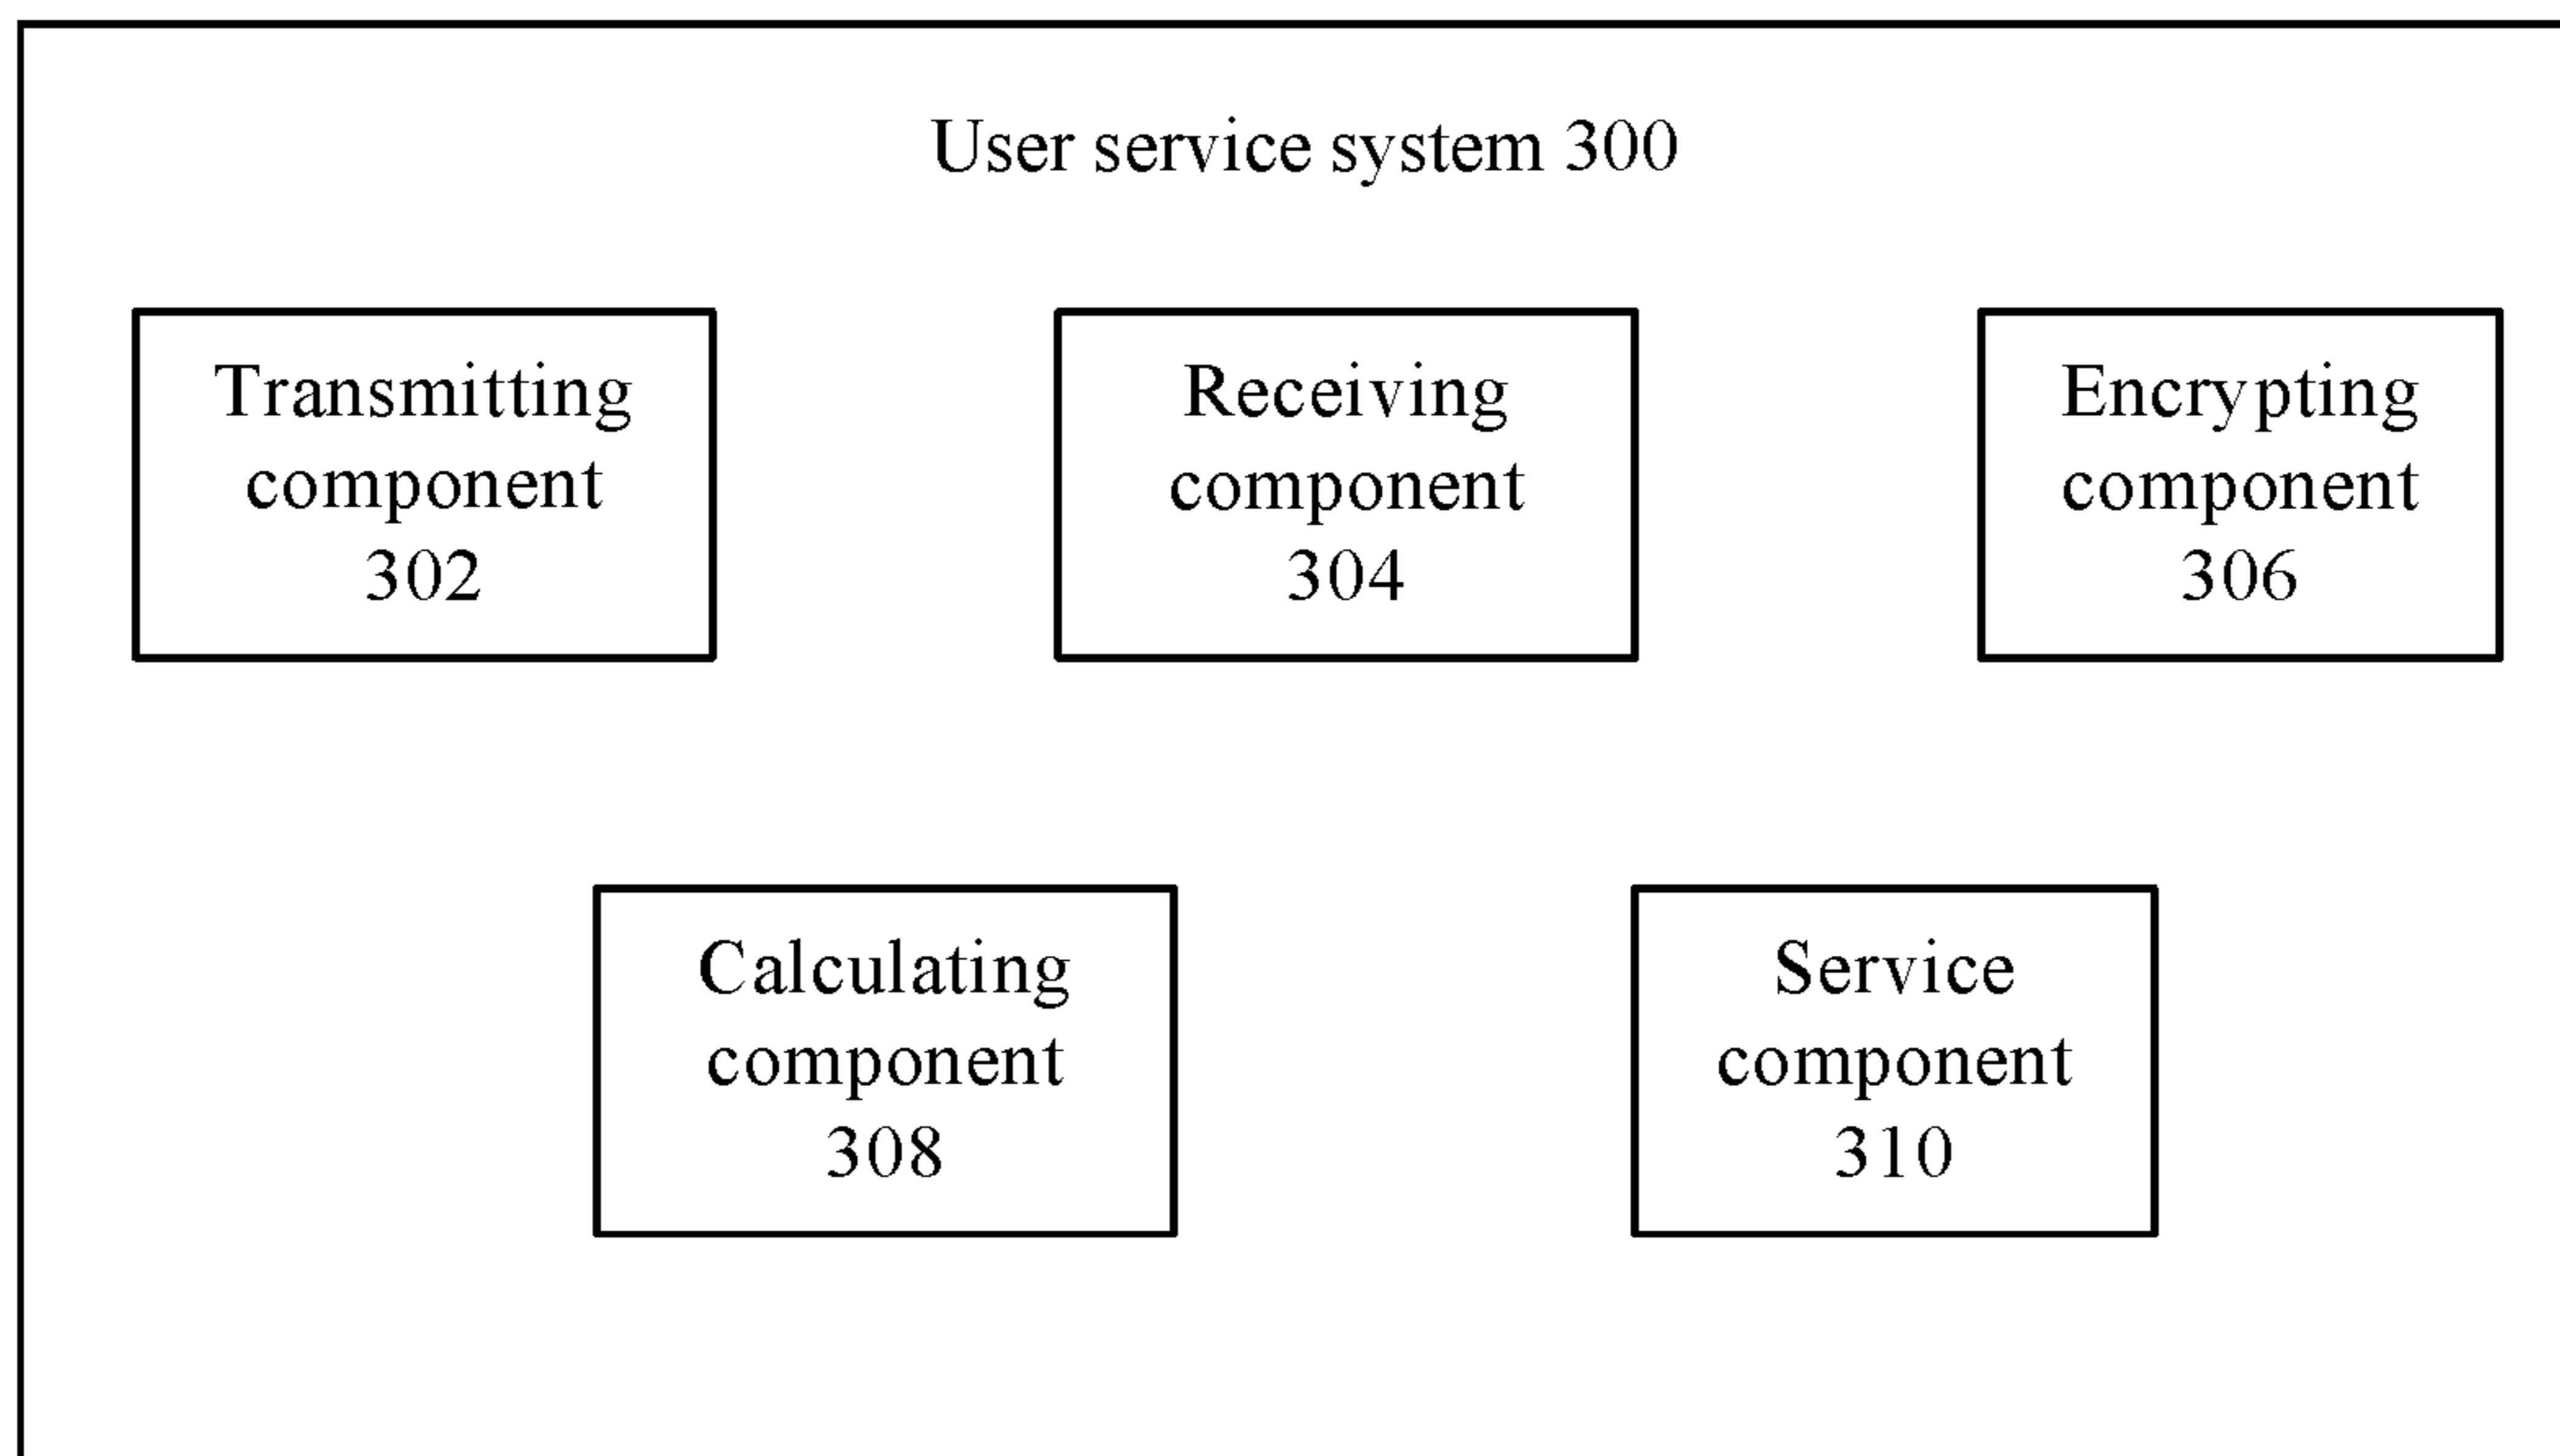 User service system 300
Transmitting
component
302
Receiving
component
304
Encrypting
component
306
Calculating
component
308
Service
component
310